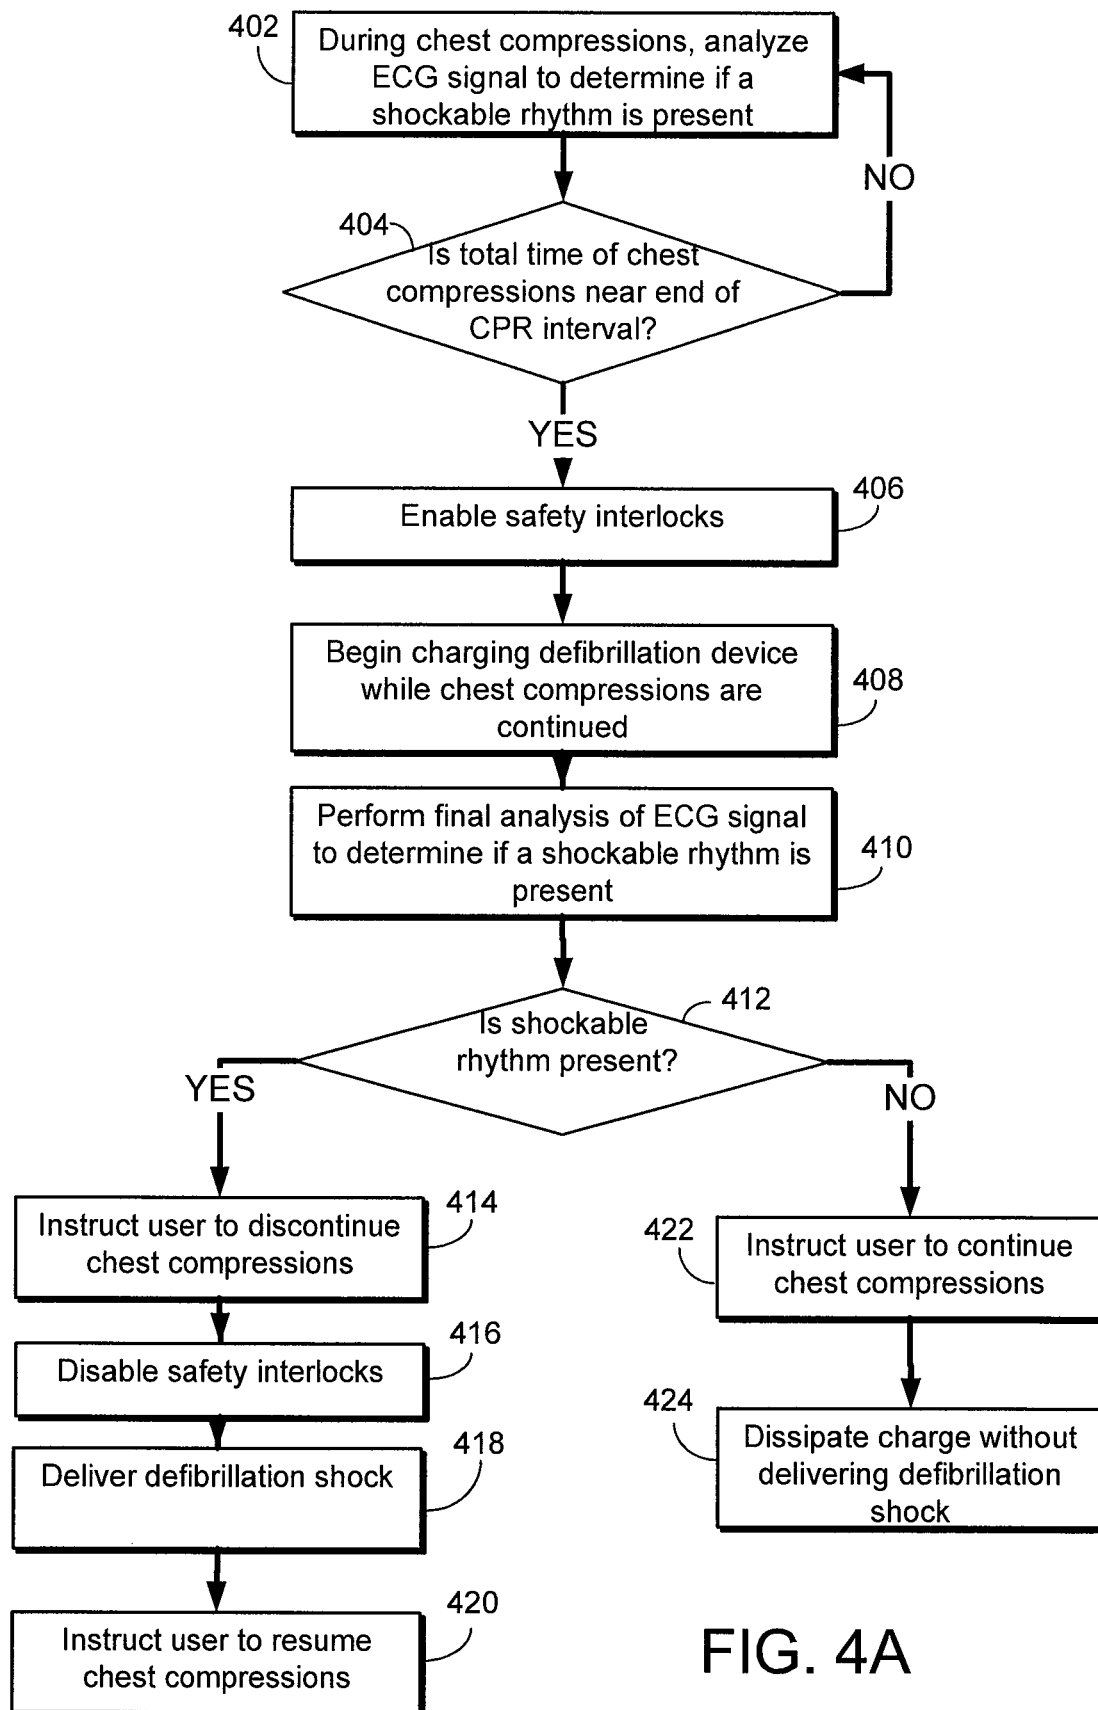 402
During chest compressions, analyze
ECG signal to determine if a
shockable rhythm is present
NO
404
Is total time of chest
compressions near end of
CPR interval?
YES
406
Enable safety interlocks
Begin charging defibrillation device
while chest compressions are
continued
408
Perform final analysis of ECG signal
to determine if a shockable rhythm is
present
410
412
Is shockable
rhythm present?
YES
NO
414
Instruct user to discontinue
chest compressions
422
Instruct user to continue
chest compressions
416
Disable safety interlocks
418
Deliver defibrillation shock
424
Dissipate charge without
delivering defibrillation
shock
420
Instruct user to resume
chest compressions
FIG. 4A